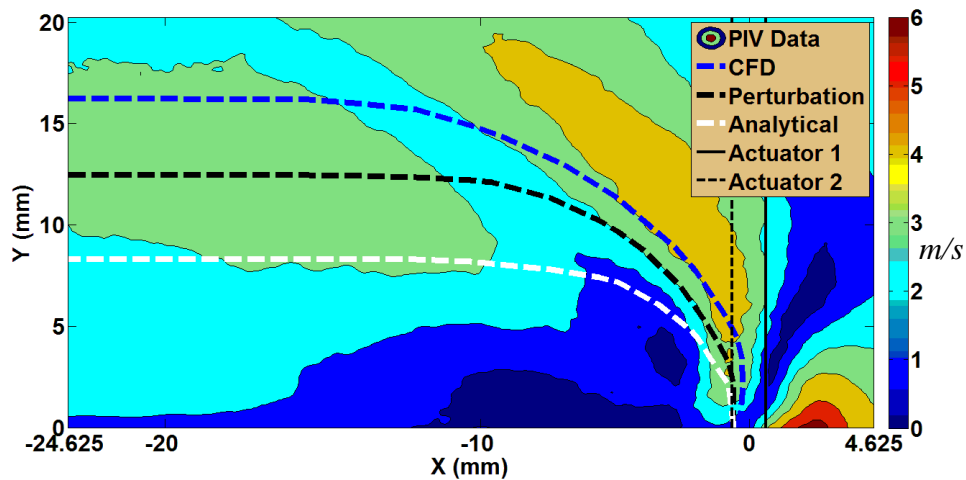 20
15
10
5
0
Y (mm)
-24.625
-20
-10
0
4.625
X (mm)
PIV Data
CFD
Perturbation
Analytical
Actuator 1
Actuator 2
6
5
4
3
2
1
0
m/s